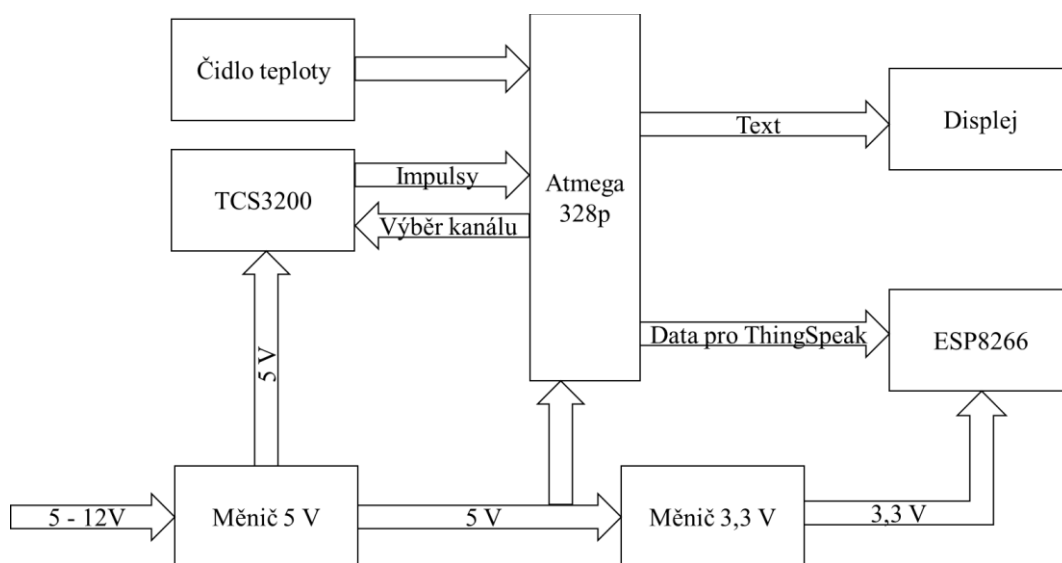 Čidlo teploty
TCS3200
Impulsy
Výběr kanálu
Atmega
328p
Text
Displej
Data pro ThingSpeak
ESP8266
5 V
5 - 12V
Měnič 5 V
5 V
Měnič 3,3 V
3,3 V